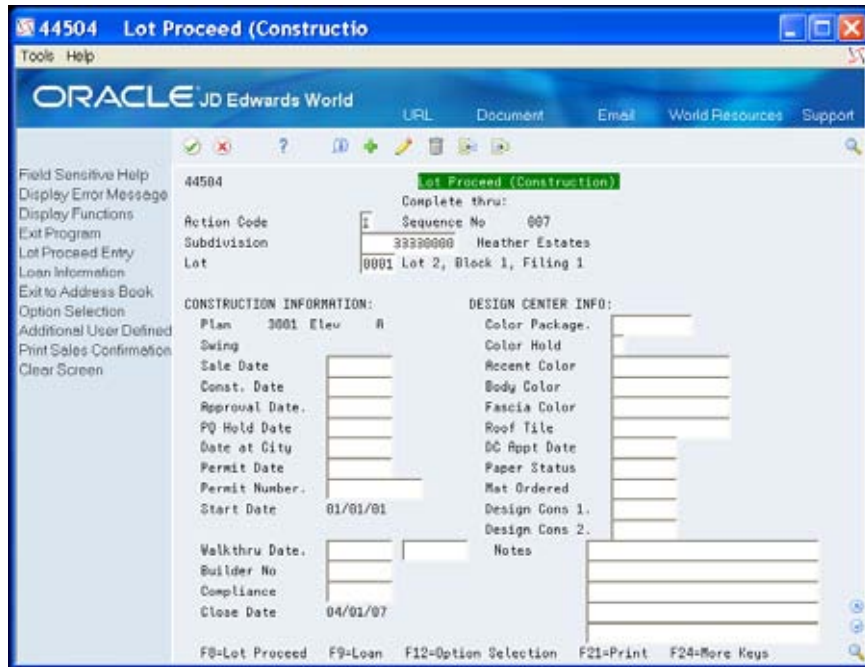 44504 Lot Proceed (Constructio
Tools Help
ORACLE JD Edwards World
URL Document Email World Resources Support
Field Sensitive Help
Display Error Message
Display Functions
Exit Program
Lot Proceed Entry
Loan Information
Exit to Address Book
Option Selection
Additional User Defined
Print Sales Confirmation
Clear Screen
44504 Lot Proceed (Construction)
Complete thru:
Action Code I Sequence No 007
Subdivision 33330000 Heather Estates
Lot 0001 Lot 2, Block 1, Filing 1
CONSTRUCTION INFORMATION: DESIGN CENTER INFO:
Plan 3001 Elev A Color Package.
Swing Color Hold
Sale Date Accent Color
Const. Date Body Color
Approval Date. Fascia Color
PQ Hold Date Roof Tile
Date at City DC Appt Date
Permit Date Paper Status
Permit Number. Mat Ordered
Start Date 01/01/01 Design Cons 1.
Design Cons 2.
Walkthru Date. Notes
Builder No
Compliance
Close Date 04/01/07
F8=Lot Proceed F9=Loan F12=Option Selection F21=Print F24=More Keys